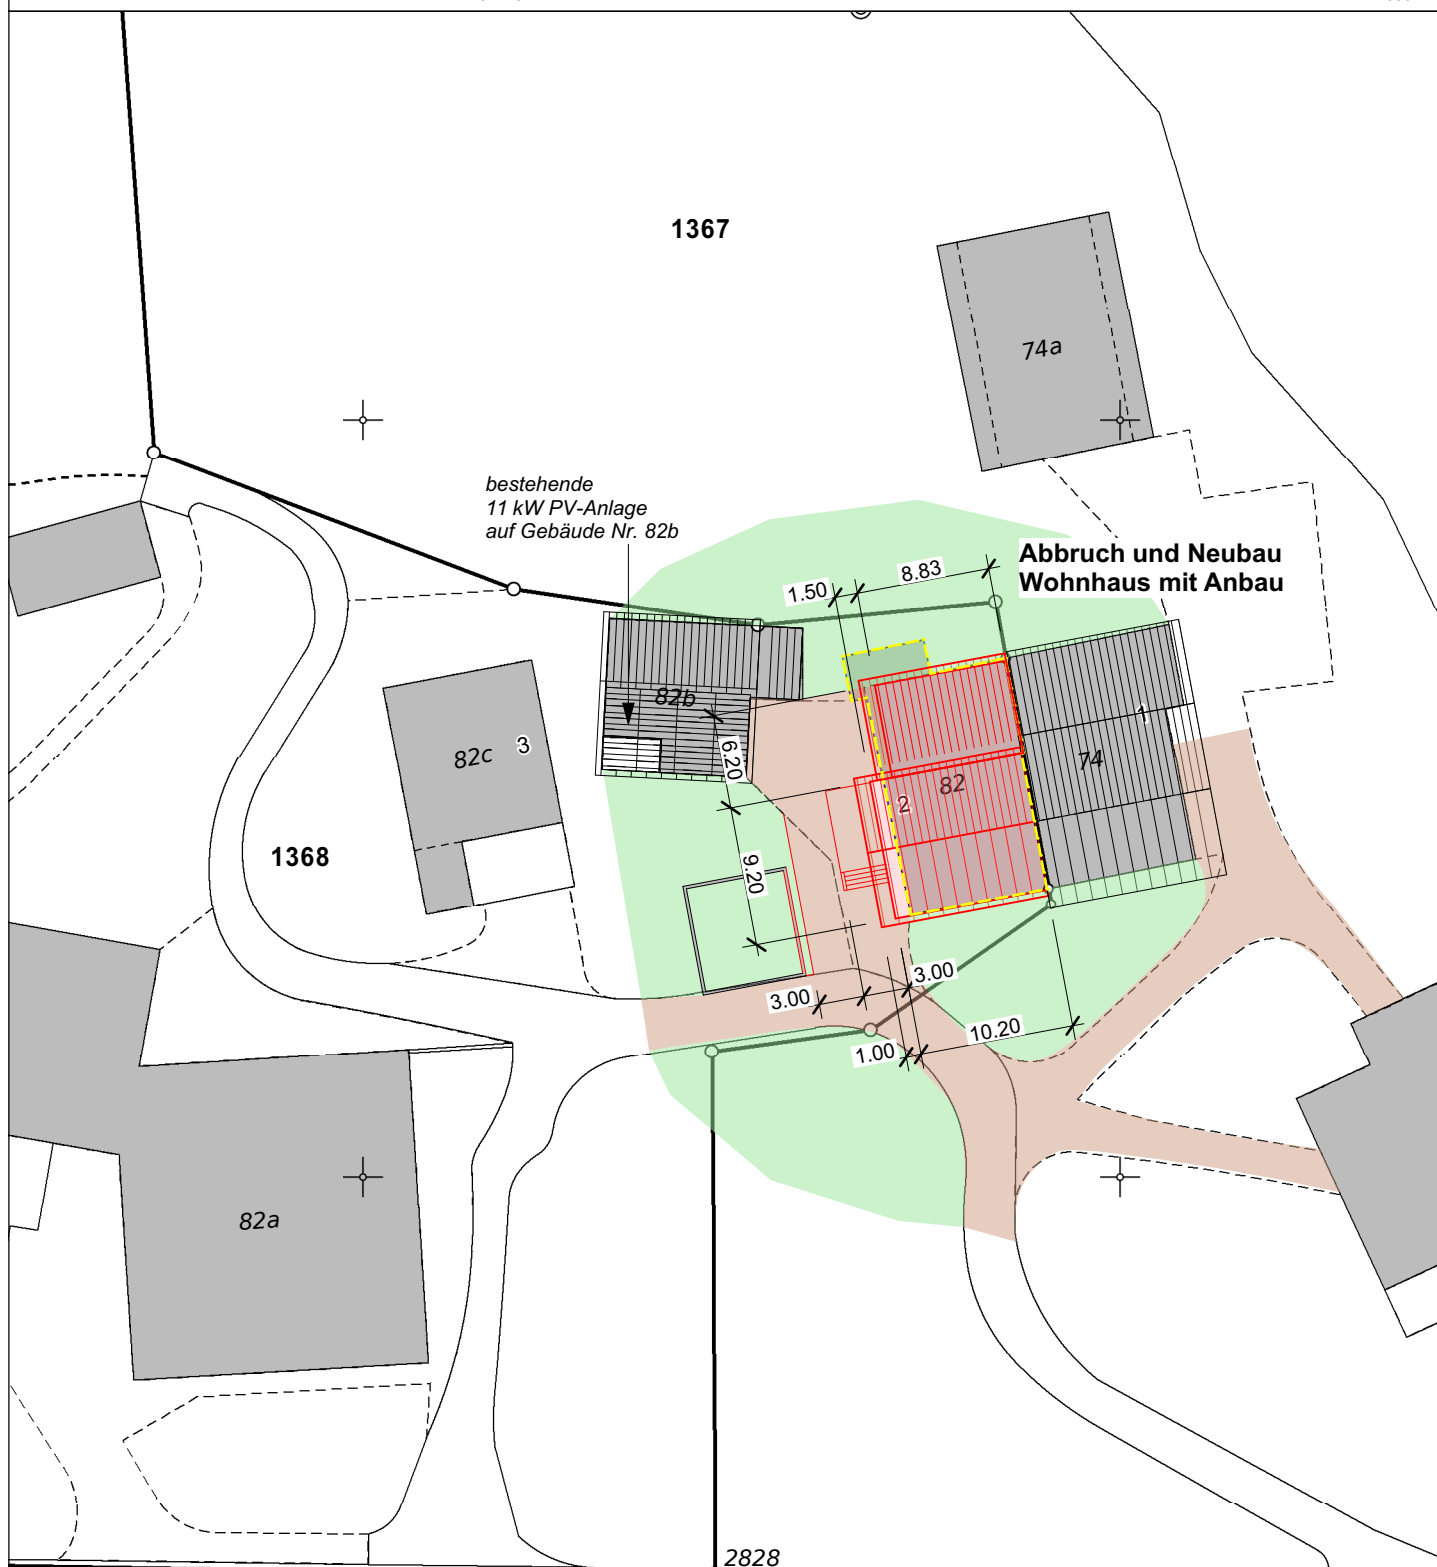 1367
74a
bestehende
11 kW PV-Anlage
auf Gebäude Nr. 82b
Abbruch und Neubau
Wohnhaus mit Anbau
8.83
1.50
82b
1
82c
3
6.20
74
82
2
1368
9.20
3.00
3.00
10.20
1.00
82a
2828